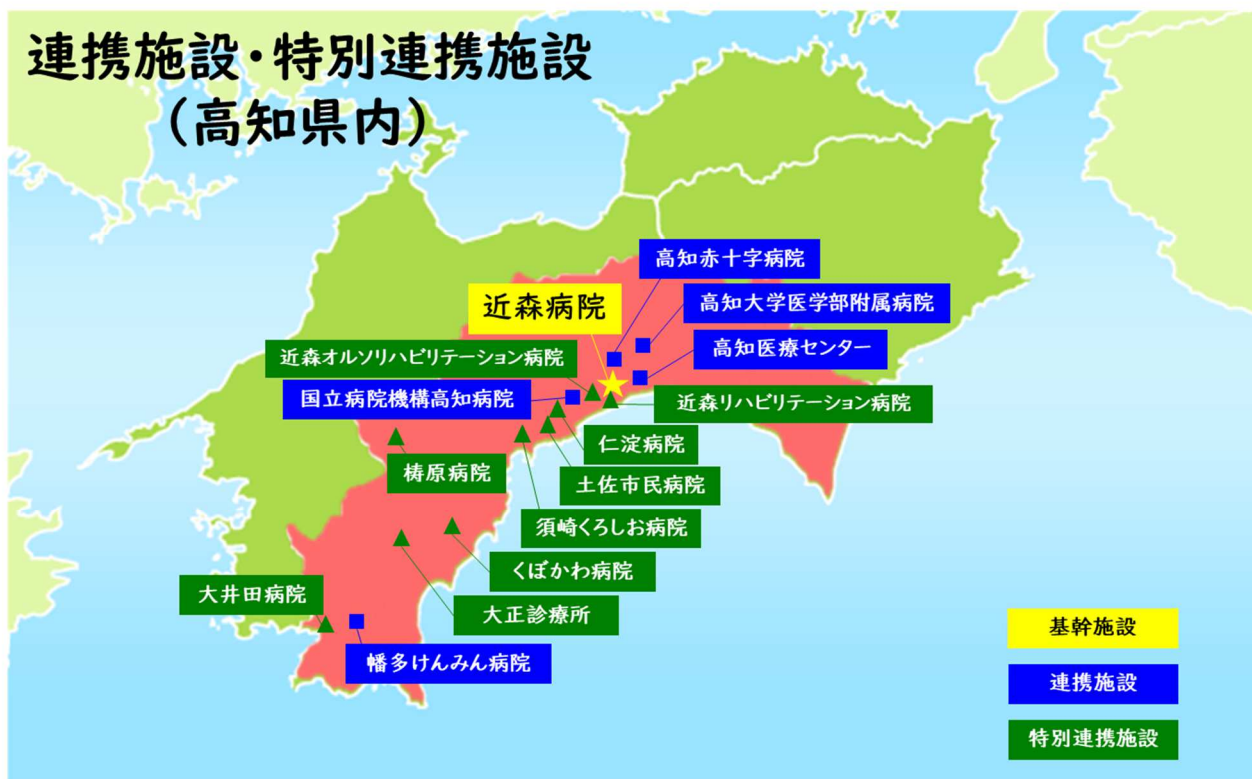 連携施設・特別連携施設
(高知県内)
高知赤十字病院
近森病院
高知大学医学部附属病院
高知医療センター
近森オルソリハビリテーション病院
国立病院機構高知病院
近森リハビリテーション病院
仁淀病院
梼原病院
土佐市民病院
須崎くろしお病院
くぼかわ病院
大井田病院
大正診療所
幡多けんみん病院
基幹施設
連携施設
特別連携施設